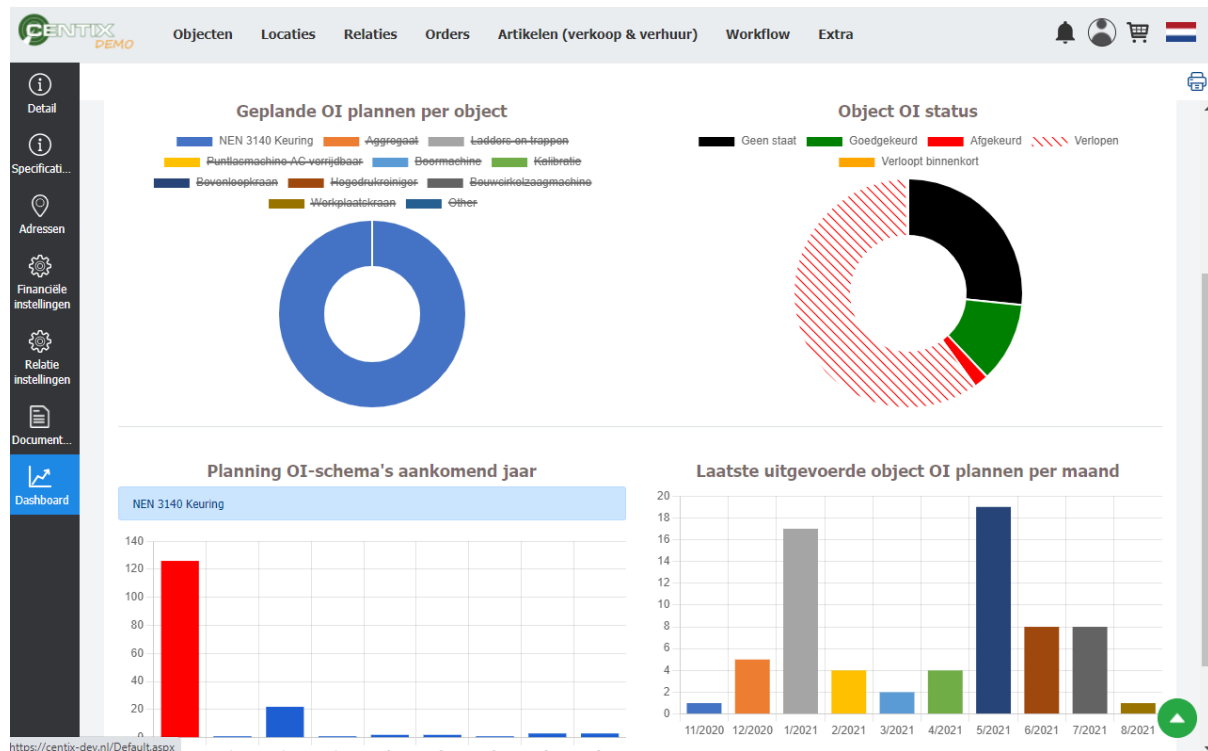 CENTIX
DEMO
Objecten Locaties Relaties Orders Artikelen (verkoop & verhuur) Workflow Extra
Detail
Specificati...
Adressen
Financiële
instellingen
Relatie
instellingen
Document...
Dashboard
Geplande OI plannen per object
NEN 3140 Keuring Aggregaat Ladders en trappen
Puntlasmachine AC verrijdbaar Boormachine Kalibratie
Bovenloopkraan Hogedrukreiniger Bouwcirkelzaagmachine
Werkplaatskraan Other
Object OI status
Geen staat Goedgekeurd Afgekeurd Verlopen
Verloopt binnenkort
Planning OI-schema's aankomend jaar
NEN 3140 Keuring
140
120
100
80
60
40
20
0
Laatste uitgevoerde object OI plannen per maand
20
18
16
14
12
10
8
6
4
2
0
11/2020 12/2020 1/2021 2/2021 3/2021 4/2021 5/2021 6/2021 7/2021 8/2021
https://centix-dev.nl/Default.aspx